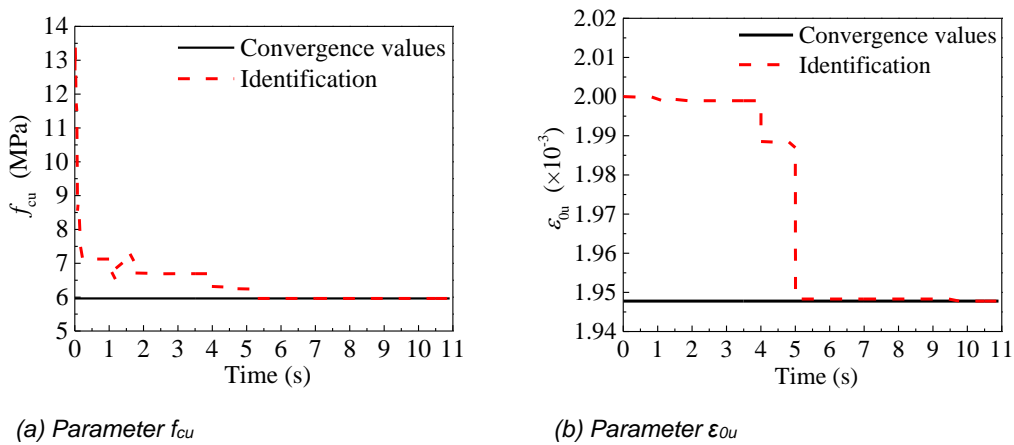 14
13
12
11
10
9
8
7
6
5
f_cu (MPa)
Convergence values
Identification
0 1 2 3 4 5 6 7 8 9 10 11
Time (s)
(a) Parameter f_cu
2.02
2.01
2.00
1.99
1.98
1.97
1.96
1.95
1.94
ε_0u (×10⁻³)
Convergence values
Identification
0 1 2 3 4 5 6 7 8 9 10 11
Time (s)
(b) Parameter ε_0u